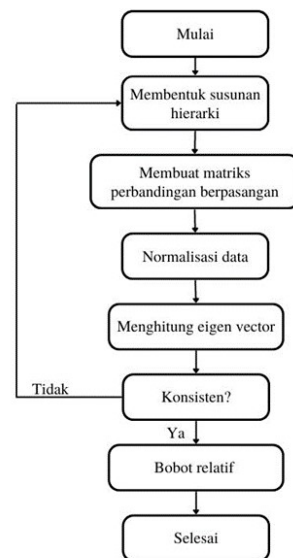 Mulai
Membentuk susunan
hierarki
Membuat matriks
perbandingan berpasangan
Normalisasi data
Menghitung eigen vector
Tidak
Konsisten?
Ya
Bobot relatif
Selesai